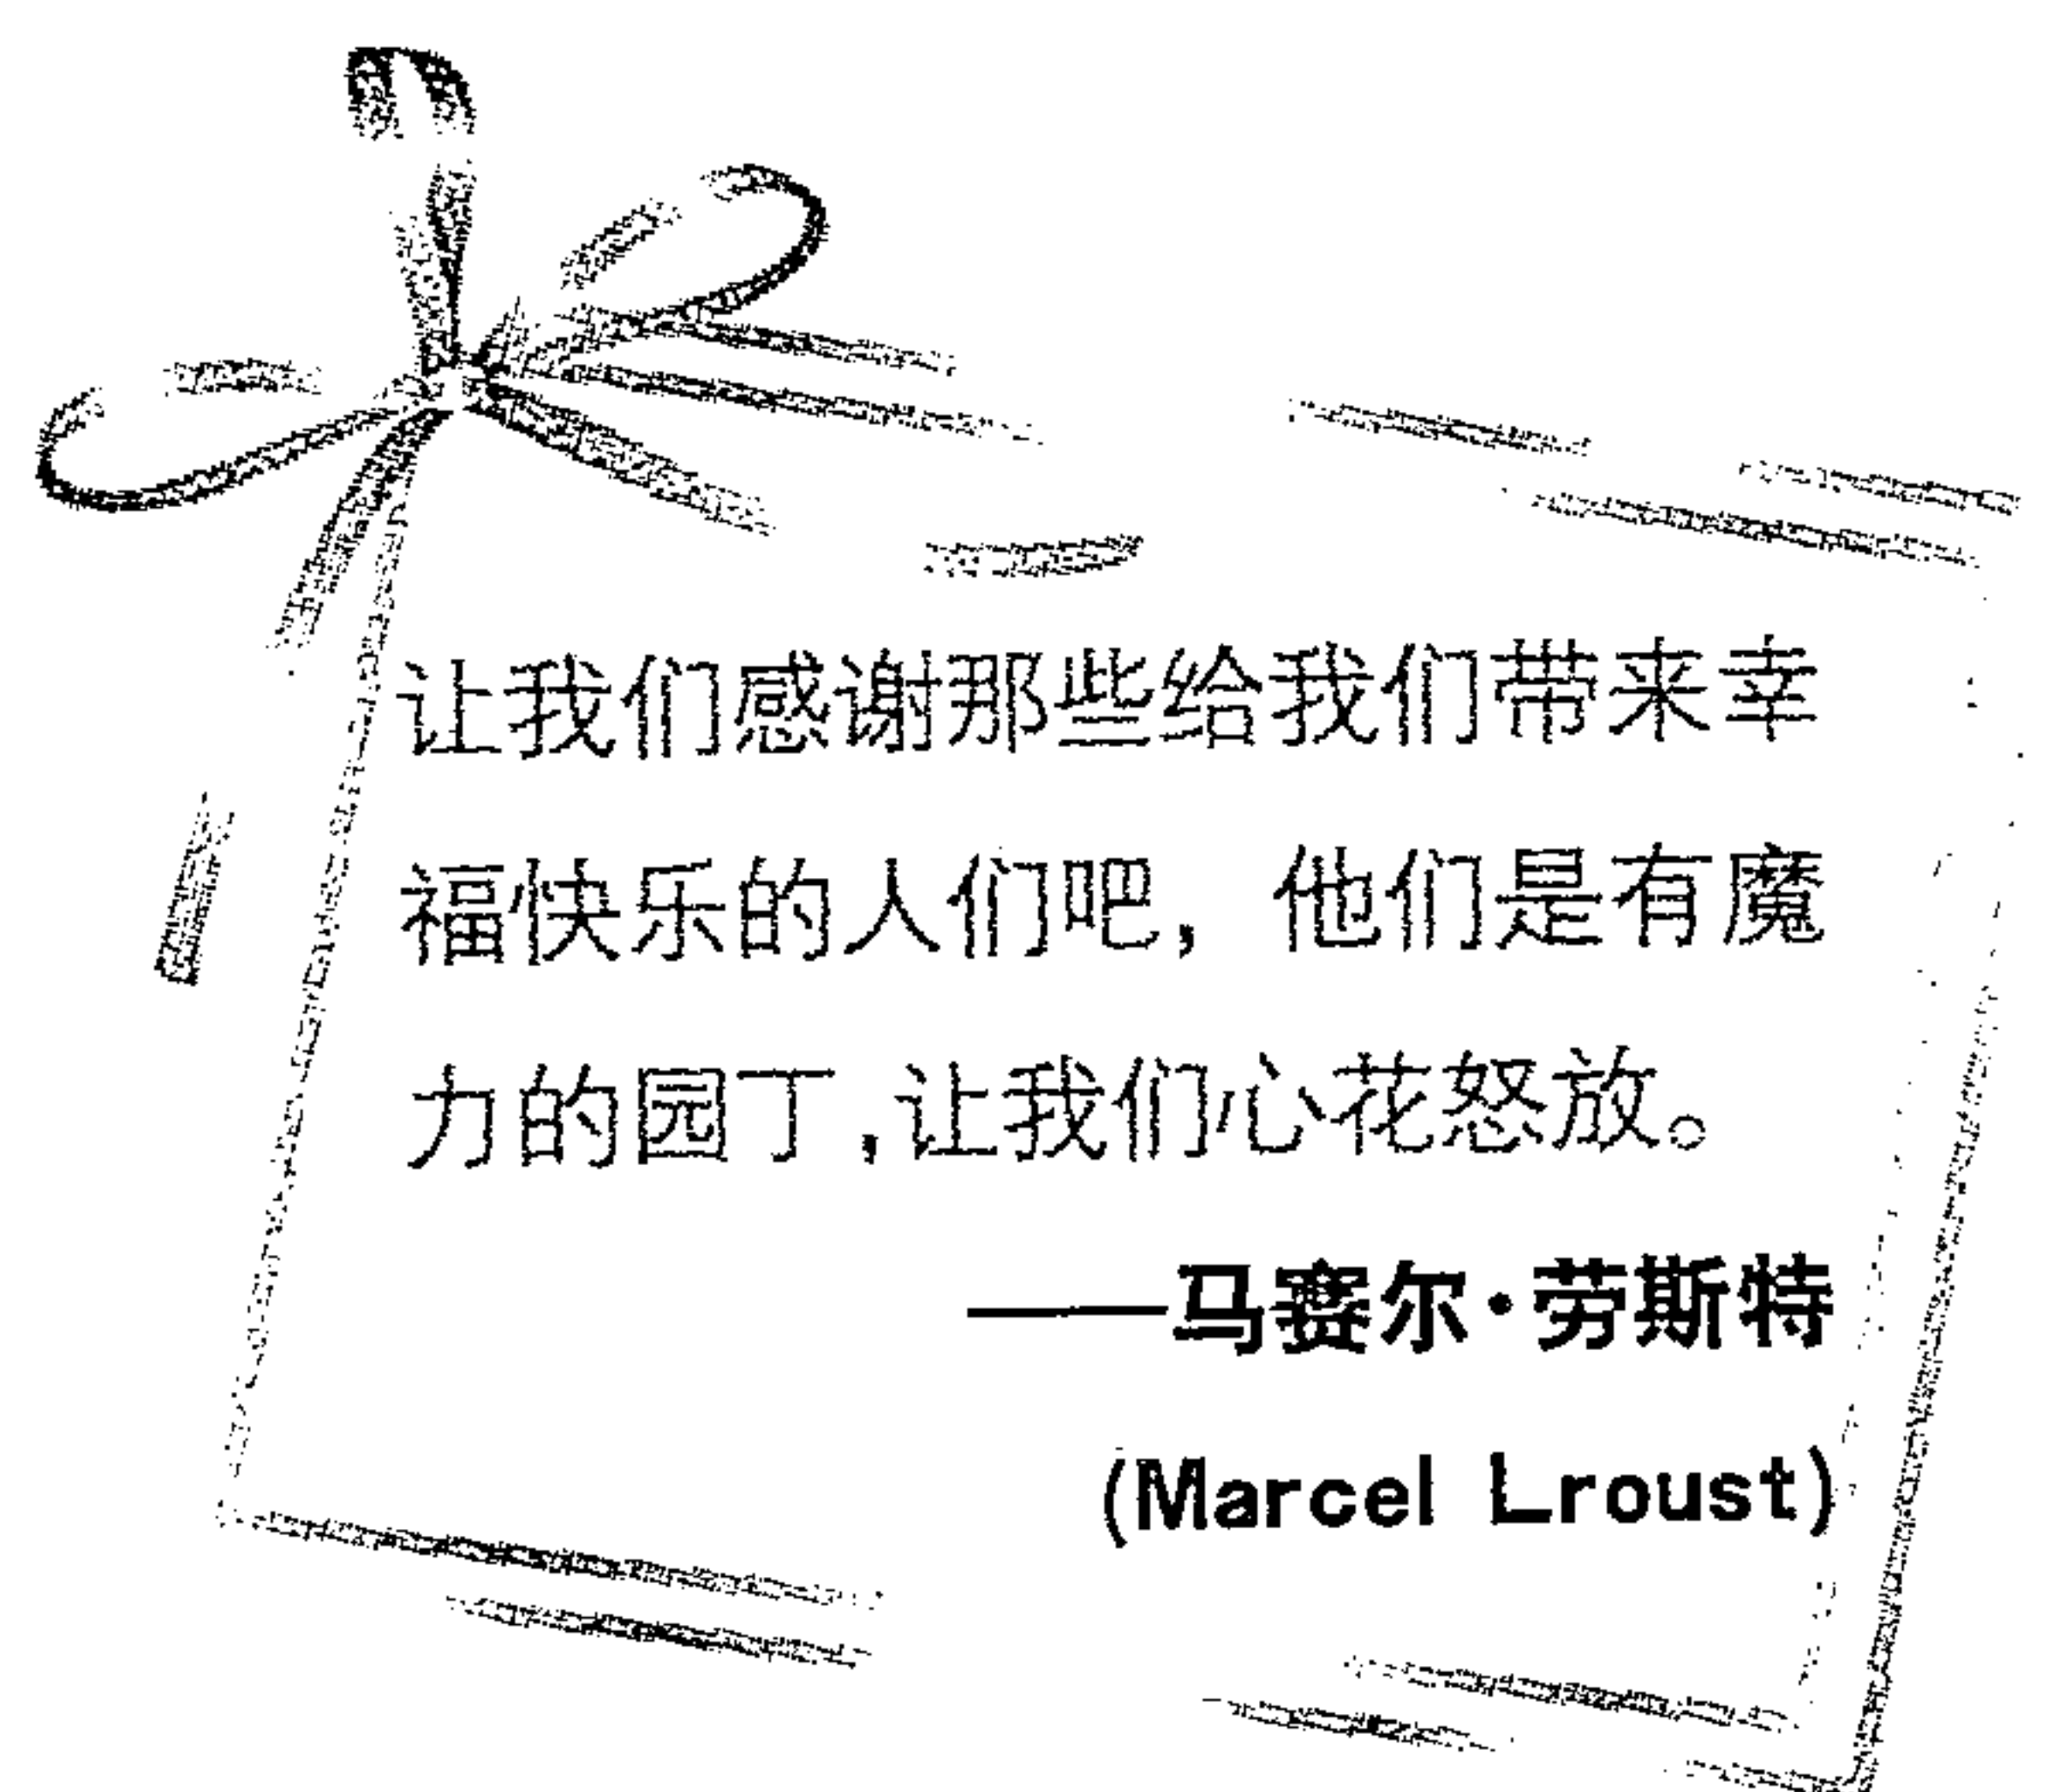 让我们感谢那些给我们带来幸
福快乐的人们吧，他们是有魔
力的园丁,让我们心花怒放。
——马赛尔·劳斯特
(Marcel Lroust)